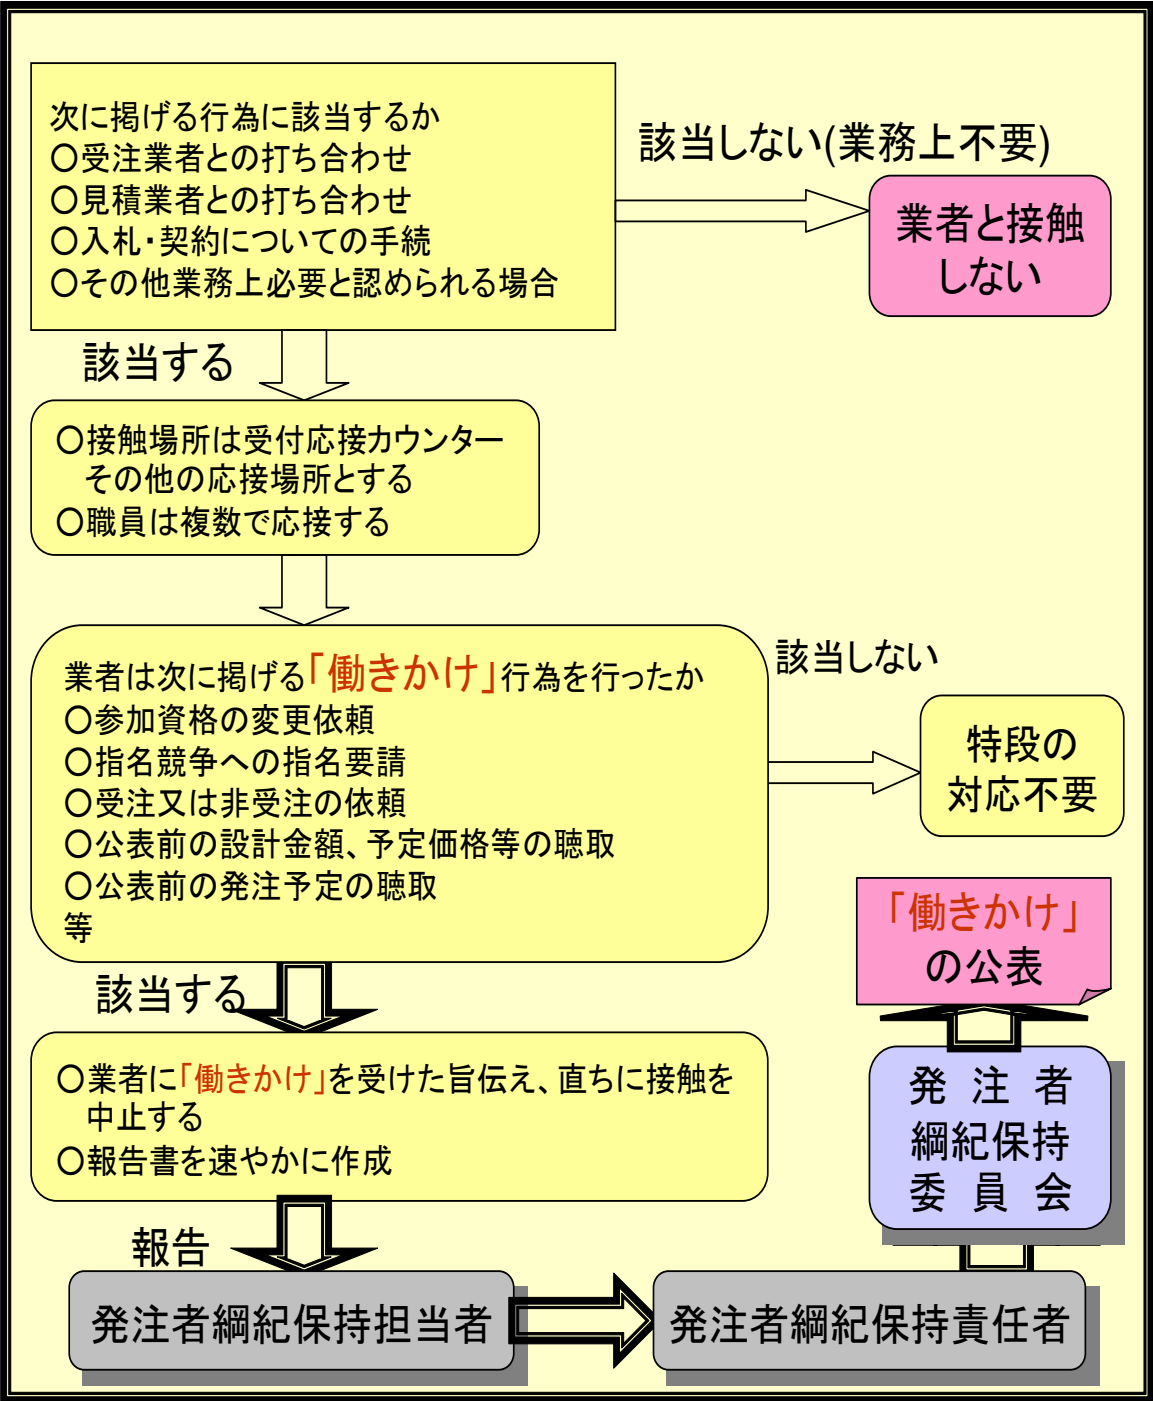 次に掲げる行為に該当するか
○受注業者との打ち合わせ
○見積業者との打ち合わせ
○入札・契約についての手続
○その他業務上必要と認められる場合
該当しない(業務上不要)
業者と接触
しない
該当する
○接触場所は受付応接カウンター
その他の応接場所とする
○職員は複数で応接する
業者は次に掲げる「働きかけ」行為を行ったか
○参加資格の変更依頼
○指名競争への指名要請
○受注又は非受注の依頼
○公表前の設計金額、予定価格等の聴取
○公表前の発注予定の聴取
等
該当しない
特段の
対応不要
該当する
○業者に「働きかけ」を受けた旨伝え、直ちに接触を
中止する
○報告書を速やかに作成
報告
発注者綱紀保持担当者
発注者綱紀保持責任者
発 注 者
綱紀保持
委 員 会
「働きかけ」
の公表